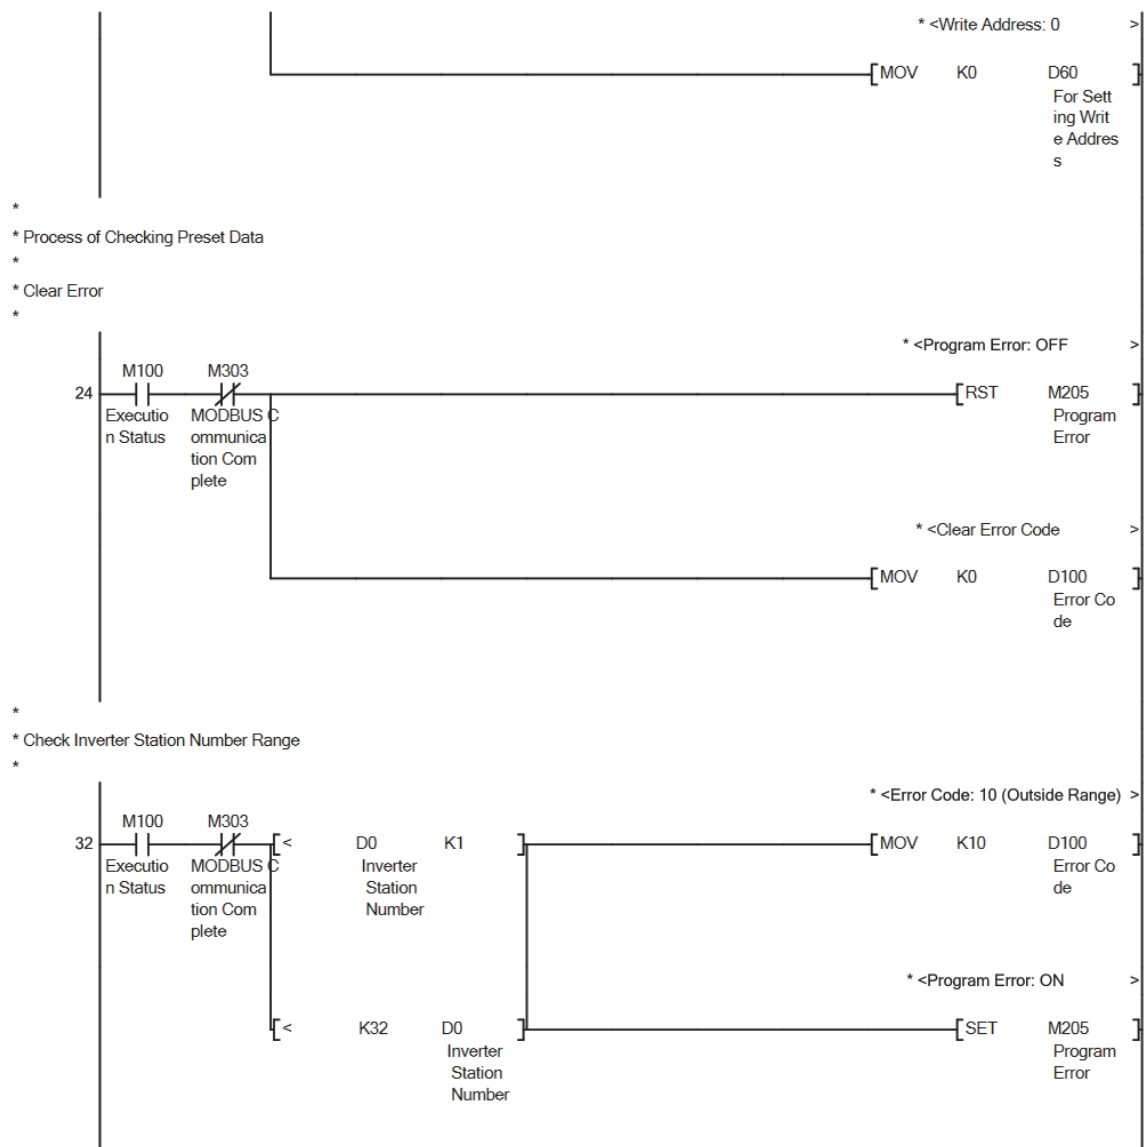 * <Write Address: 0 >
[ MOV K0 D60 ]
For Sett
ing Writ
e Addres
s
*
* Process of Checking Preset Data
*
* Clear Error
*
* <Program Error: OFF >
M100 M303
24 [ RST M205 ]
Executio MODBUS C Program
n Status ommunica Error
tion Com
plete
* <Clear Error Code >
[ MOV K0 D100 ]
Error Co
de
*
* Check Inverter Station Number Range
*
* <Error Code: 10 (Outside Range) >
M100 M303
32 [ < D0 K1 ] [ MOV K10 D100 ]
Executio MODBUS C Inverter Error Co
n Status ommunica Station de
tion Com Number
plete
* <Program Error: ON >
[ < K32 D0 ] [ SET M205 ]
Inverter Program
Station Error
Number